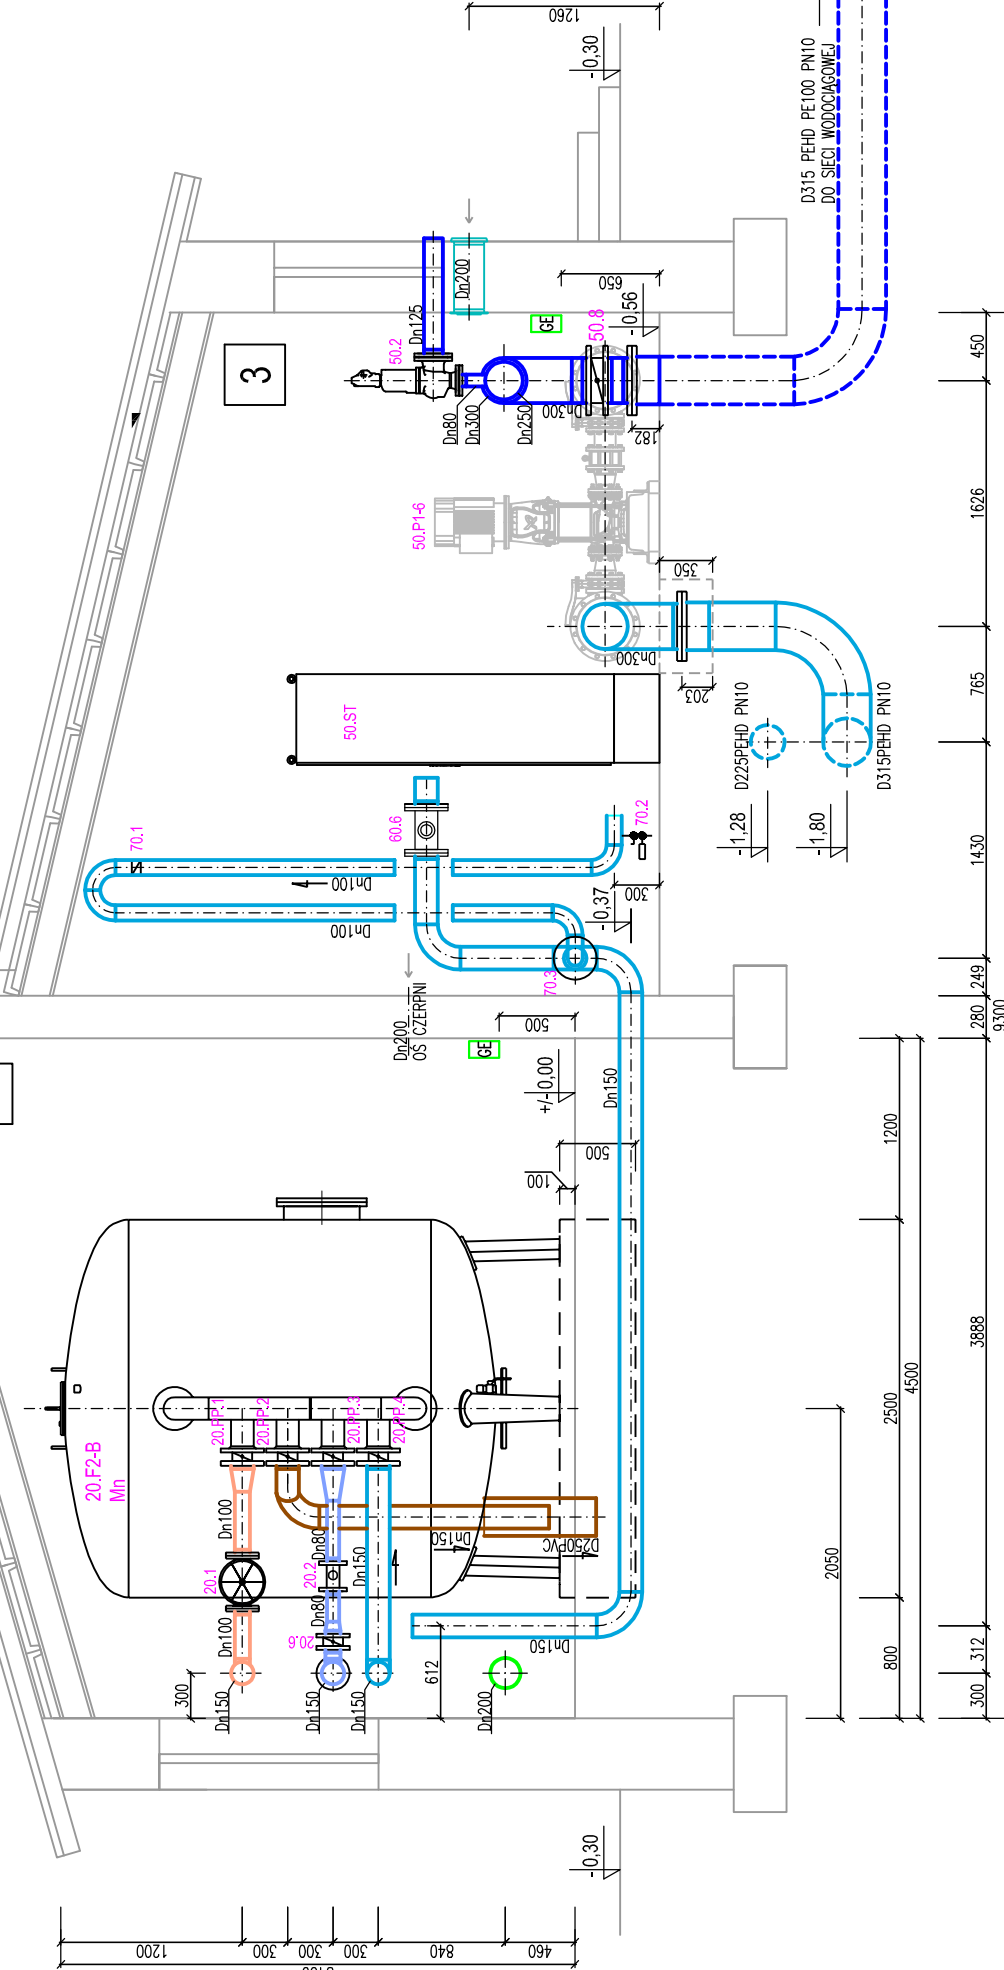 1260
-0,30
D315 PEHD PE100 PN10
DO SIECI WODOCIĄGOWEJ
3
Dn125
Dn200
50.2
GE
650
-0,56
50.8
Dn80
Dn300
Dn250
Dn300
182
450
1626
50.P1-6
350
Dn300
203
765
50.ST
D225PEHD PN10
D315PEHD PN10
-1,28
-1,80
1430
70.1
60.6
70.2
Dn100
Dn100
300
-0,37
70.3
Dn200
OŚ CZERPNI
500
GE
+/-0,00
Dn150
249
280
9300
1200
500
100
3888
2500
4500
20.F2-B
Mn
20.PP.1
20.PP.2
20.PP.3
20.PP.4
Dn100
20.1
Dn100
Dn80
20.2
Dn80
20.6
Dn150
Dn150
D250PVC
Dn150
2050
612
300
Dn150
Dn150
Dn150
Dn200
800
312
300
-0,30
1200
300
300
300
840
460